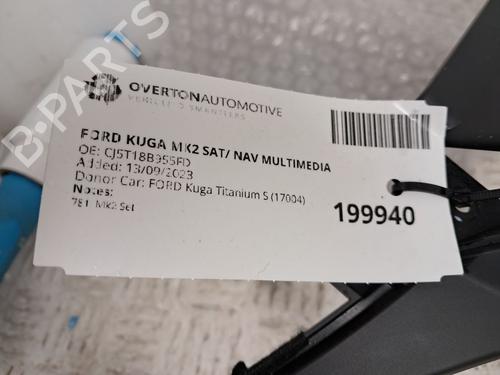 B-PARTS
OVERTONAUTOMOTIVE
VEHICLE DISMANTLERS
FORD KUGA MK2 SAT/ NAV MULTIMEDIA
OE: CJ5T18B955FD
Added: 13/09/2023
Donor Car: FORD Kuga Titanium S (17004)
Notes:
781 Mk2 Set
199940